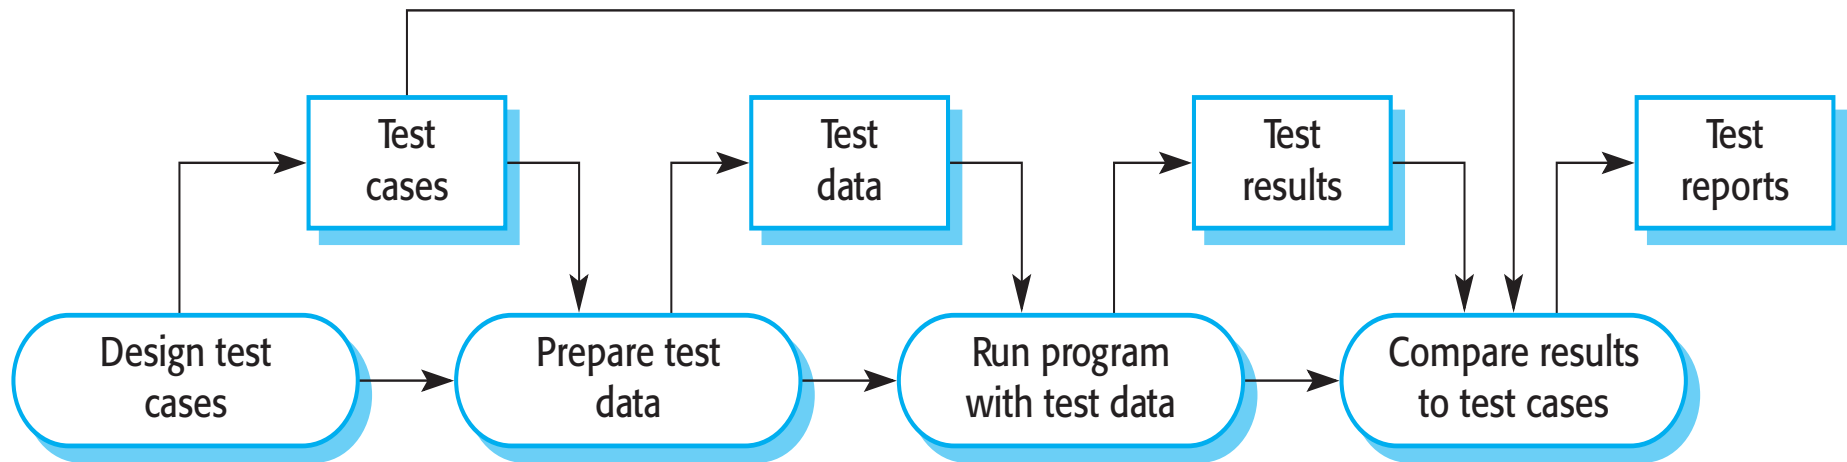 Test
cases
Test
data
Test
results
Test
reports
Design test
cases
Prepare test
data
Run program
with test data
Compare results
to test cases